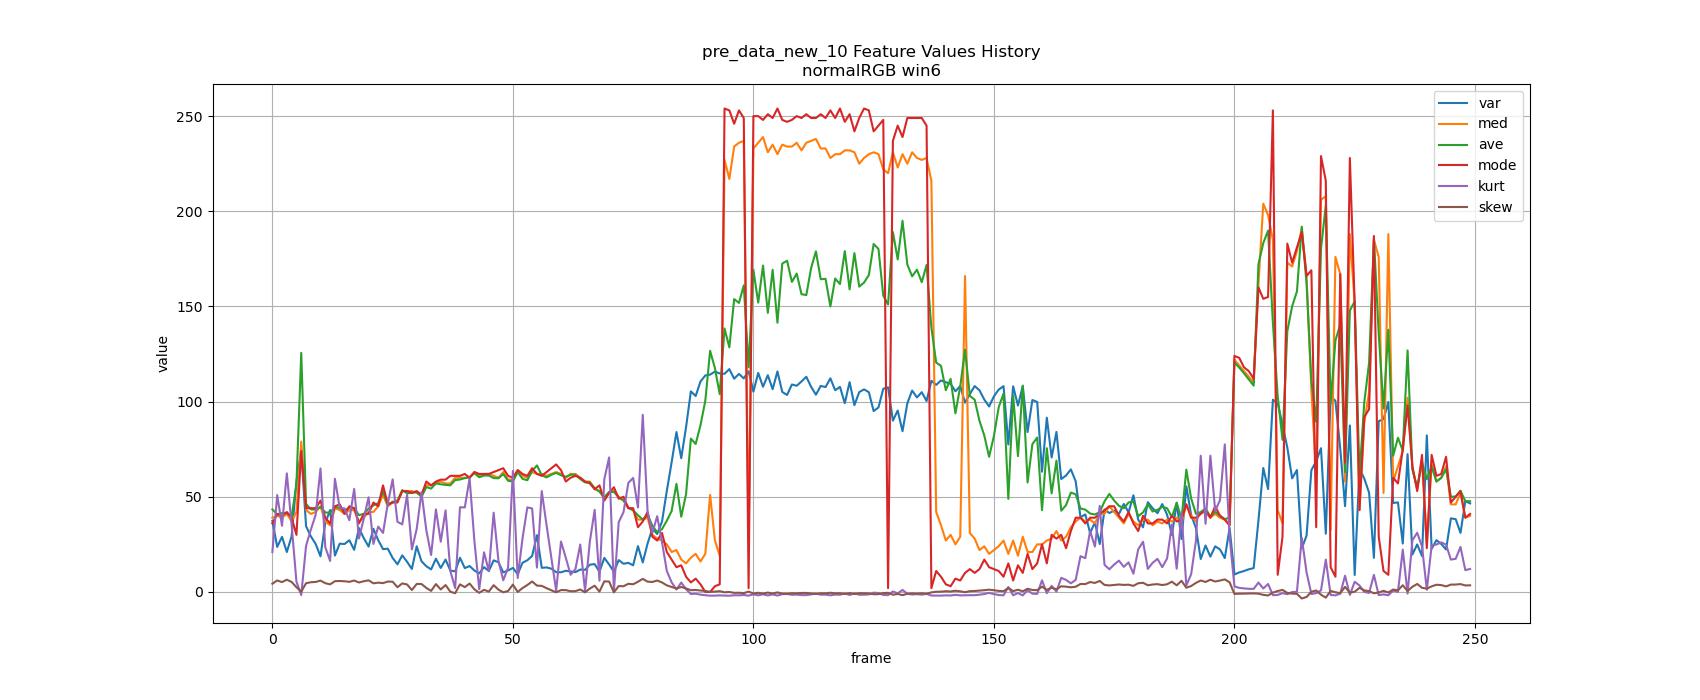 pre_data_new_10 Feature Values History
normalRGB win6
value
250
200
150
100
50
0
var
med
ave
mode
kurt
skew
0
50
100
150
200
250
frame